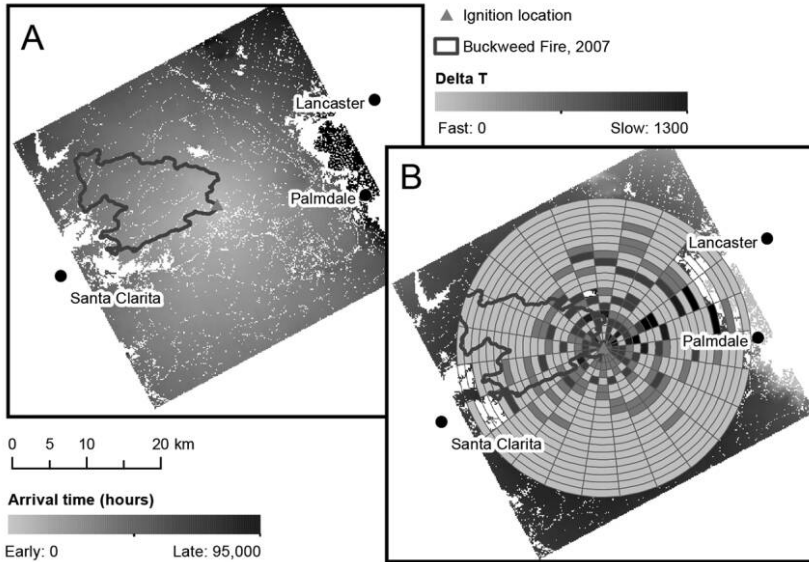 A
Lancaster
Palmdale
Santa Clarita
Ignition location
Buckweed Fire, 2007
Delta T
Fast: 0 Slow: 1300
B
Lancaster
Palmdale
Santa Clarita
0 5 10 20 km
Arrival time (hours)
Early: 0 Late: 95,000